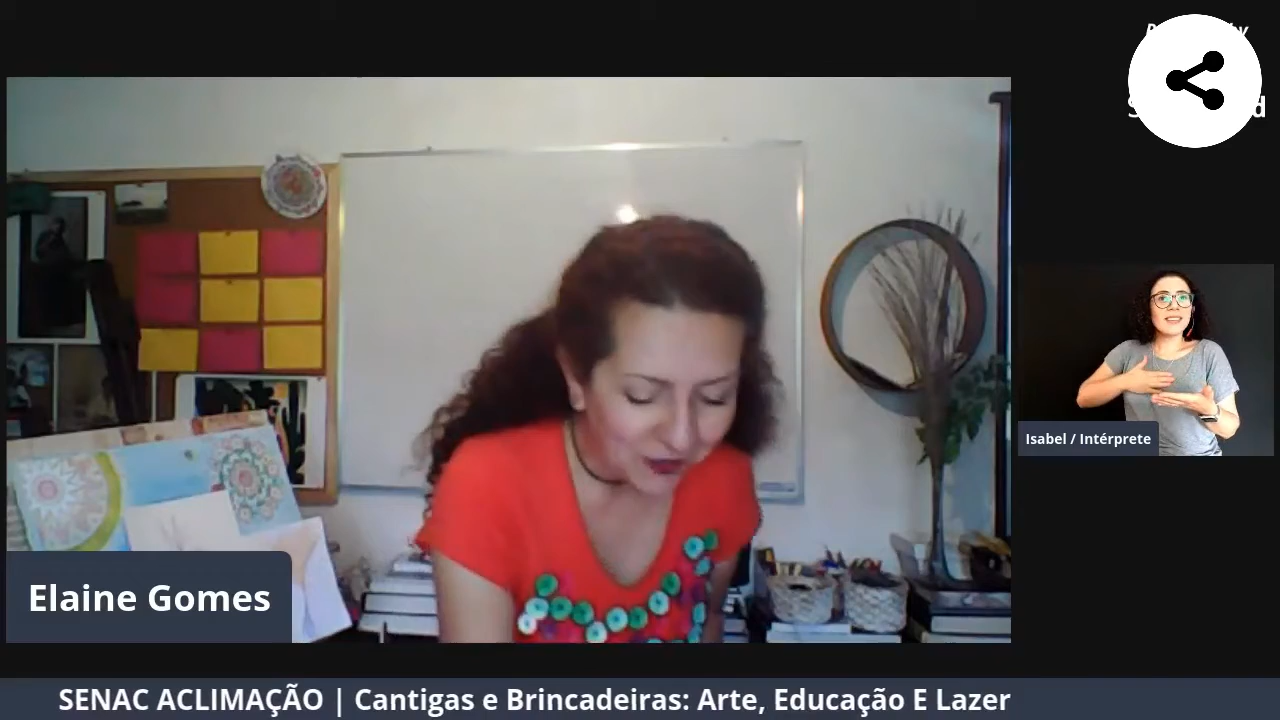 Elaine Gomes
Isabel / Intérprete
SENAC ACLIMAÇÃO | Cantigas e Brincadeiras: Arte, Educação E Lazer